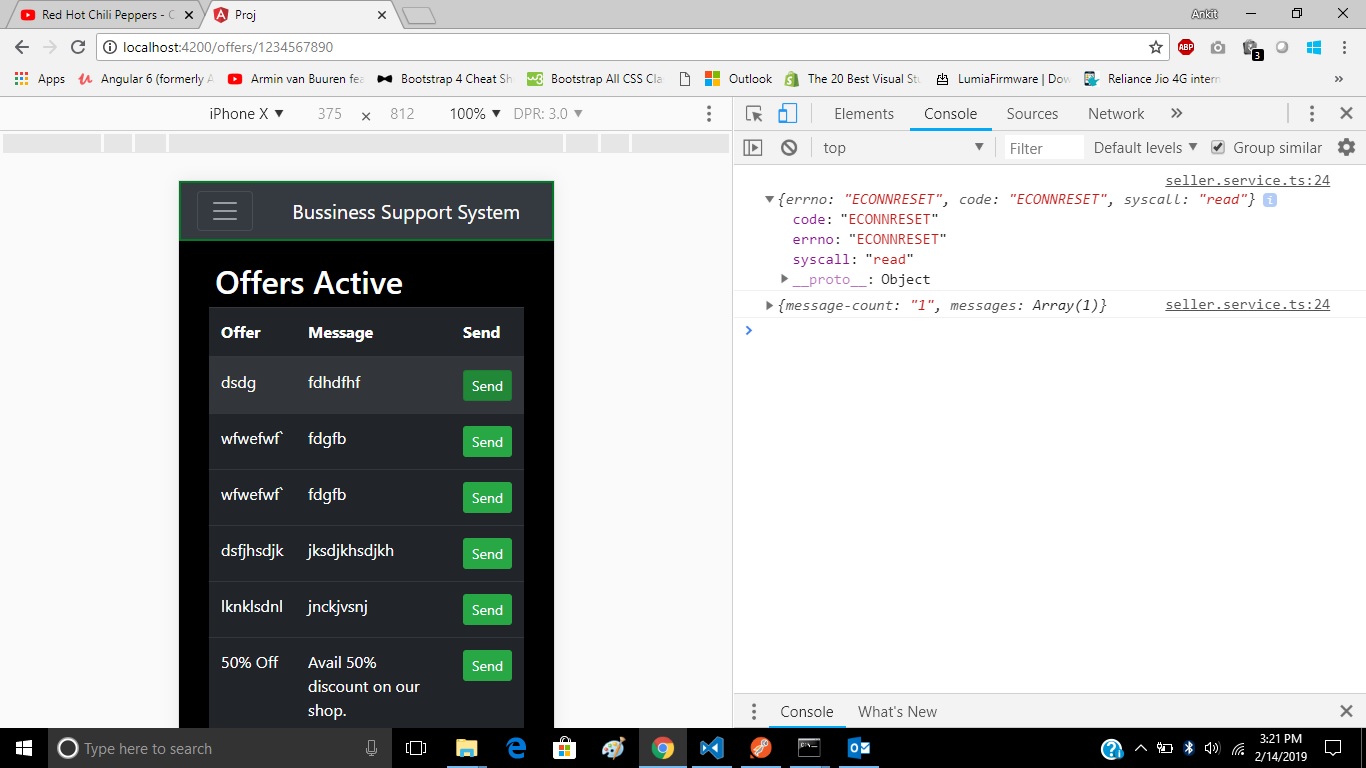 Red Hot Chili Peppers - C
Proj
Ankit
localhost:4200/offers/1234567890
ABP
3
Apps
Angular 6 (formerly A
Armin van Buuren fea
Bootstrap 4 Cheat Sh
Bootstrap All CSS Cla
Outlook
The 20 Best Visual Stu
LumiaFirmware | Dow
Reliance Jio 4G intern
»
iPhone X ▼ 375 × 812 100% ▼ DPR: 3.0 ▼
Elements Console Sources Network »
top ▼ Filter Default levels ▼ Group similar
Bussiness Support System
Offers Active
Offer Message Send
dsdg fdhdfhf Send
wfwefwf` fdgfb Send
wfwefwf` fdgfb Send
dsfjhsdjk jksdjkhsdjkh Send
lknklsdnl jnckjvsnj Send
50% Off Avail 50% Send
discount on our
shop.
seller.service.ts:24
▼{errno: "ECONNRESET", code: "ECONNRESET", syscall: "read"} i
code: "ECONNRESET"
errno: "ECONNRESET"
syscall: "read"
▶__proto__: Object
▶{message-count: "1", messages: Array(1)} seller.service.ts:24
Console What's New
Type here to search
3:21 PM
2/14/2019